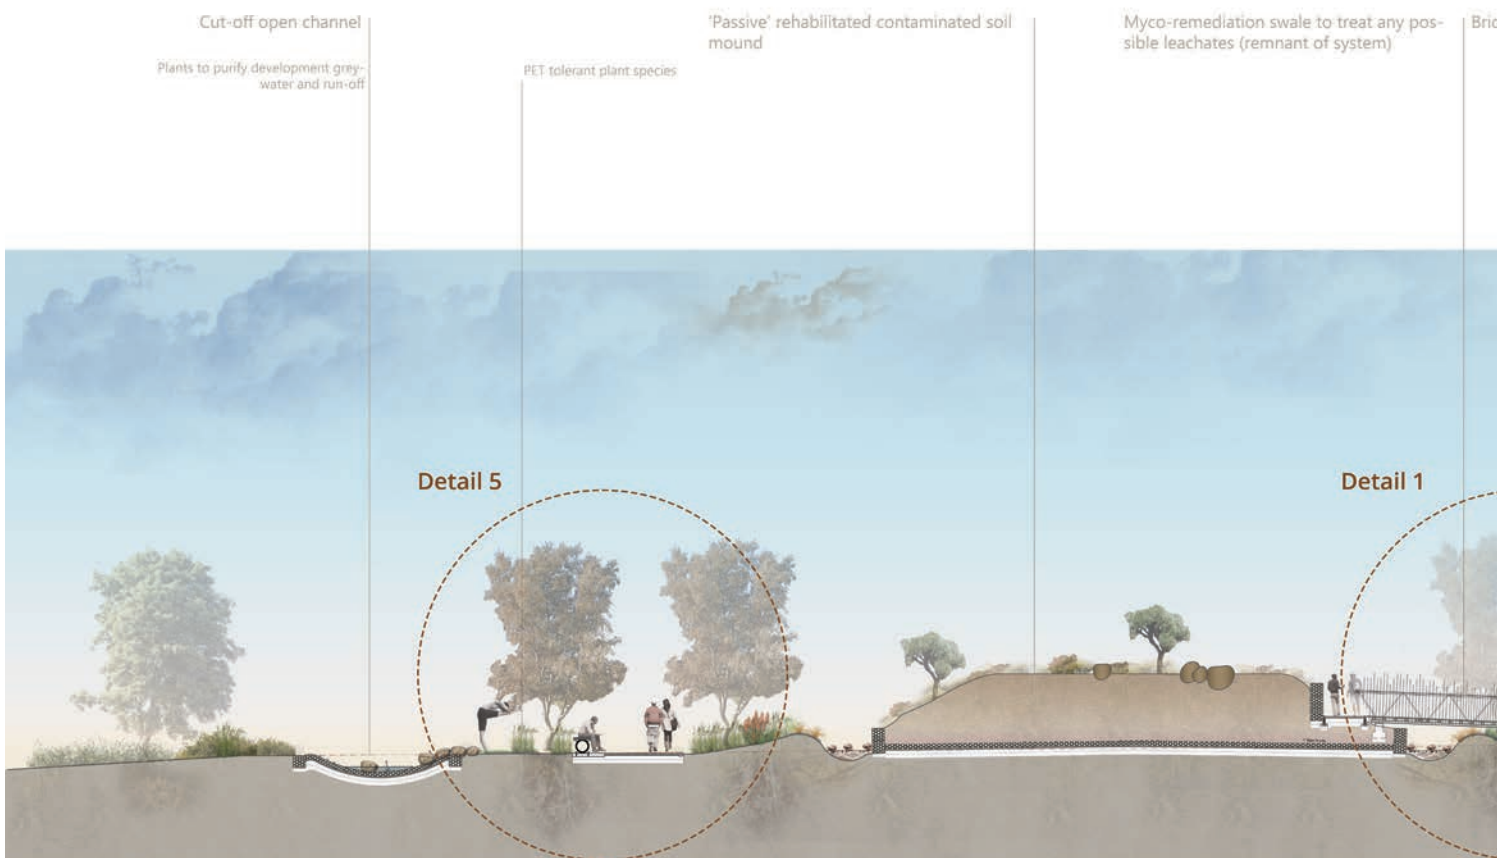 Cut-off open channel
Plants to purify development grey-
water and run-off
PET tolerant plant species
'Passive' rehabilitated contaminated soil
mound
Myco-remediation swale to treat any pos-
sible leachates (remnant of system)
Detail 5
Detail 1